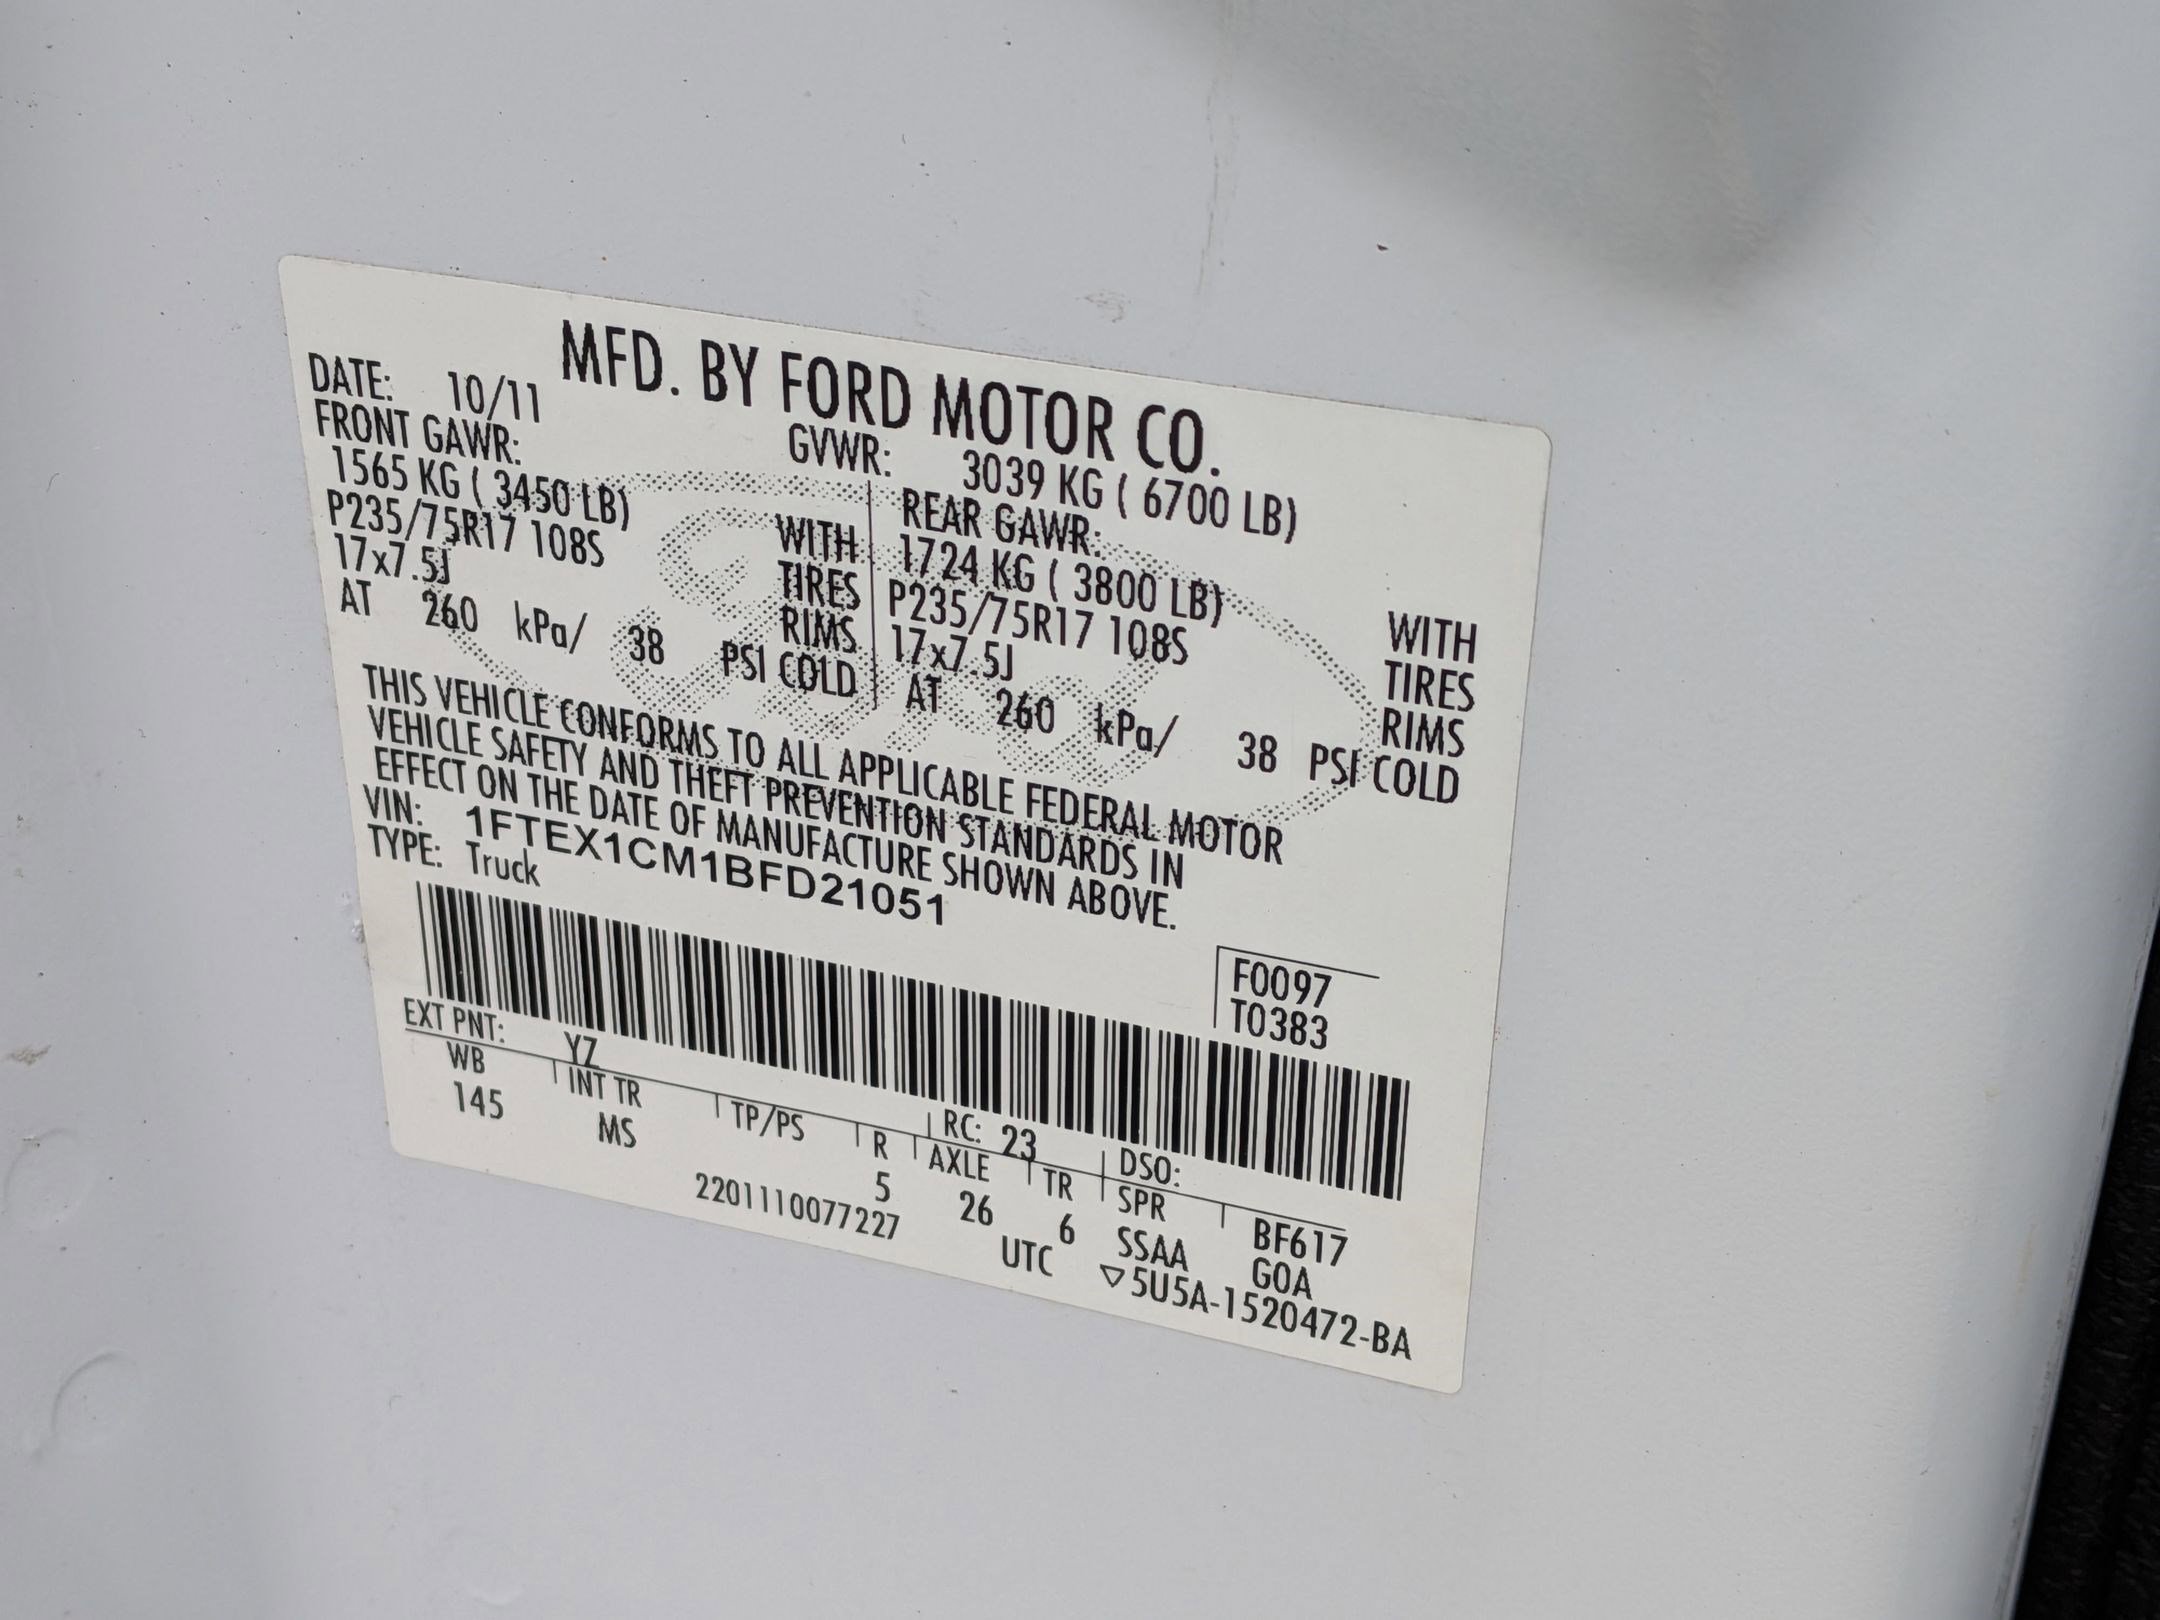 MFD. BY FORD MOTOR CO.
DATE: 10/11 GVWR: 3039 KG ( 6700 LB)
FRONT GAWR: REAR GAWR:
1565 KG ( 3450 LB) WITH 1724 KG ( 3800 LB) WITH
P235/75R17 108S TIRES P235/75R17 108S TIRES
17x7.5J RIMS 17x7.5J RIMS
AT 260 kPa/ 38 PSI COLD AT 260 kPa/ 38 PSI COLD
THIS VEHICLE CONFORMS TO ALL APPLICABLE FEDERAL MOTOR
VEHICLE SAFETY AND THEFT PREVENTION STANDARDS IN
EFFECT ON THE DATE OF MANUFACTURE SHOWN ABOVE.
VIN: 1FTEX1CM1BFD21051
TYPE: Truck
F0097
T0383
EXT PNT: YZ RC: 23 DSO:
WB INT TR TP/PS R AXLE TR SPR BF617
145 MS 5 26 6 SSAA GOA
2201110077227 UTC ▽5U5A-1520472-BA